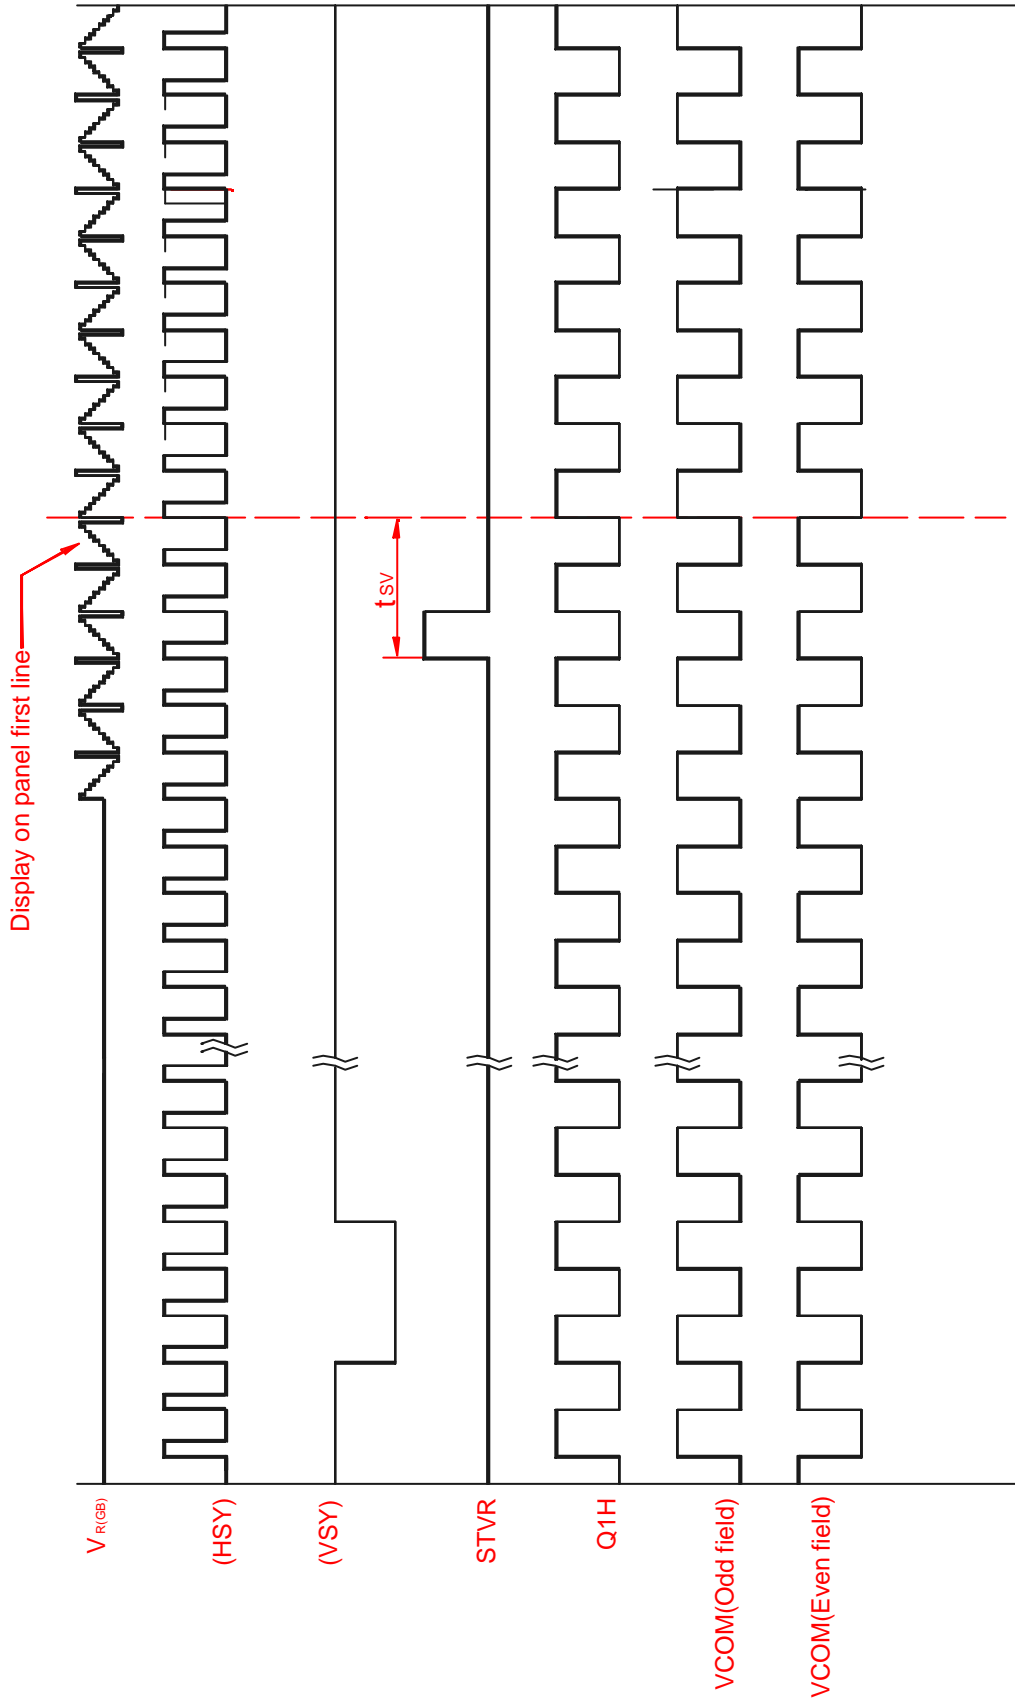 Display on panel first line
tSV
VR(GB)
(HSY)
(VSY)
STVR
Q1H
VCOM(Odd field)
VCOM(Even field)